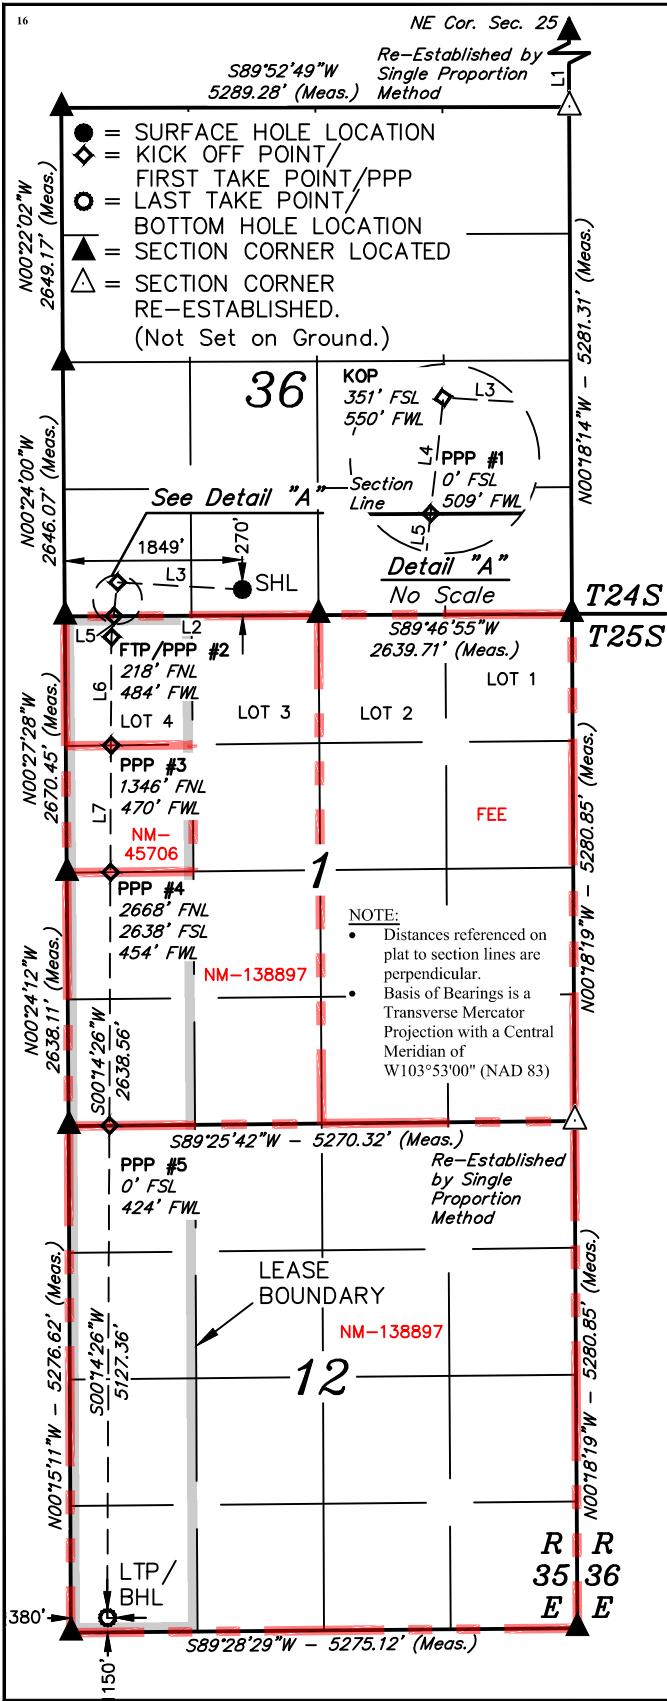 16
NE Cor. Sec. 25
Re-Established by
Single Proportion
Method
L1
S89°52'49"W
5289.28' (Meas.)
= SURFACE HOLE LOCATION
= KICK OFF POINT/
FIRST TAKE POINT/PPP
= LAST TAKE POINT/
BOTTOM HOLE LOCATION
= SECTION CORNER LOCATED
= SECTION CORNER
RE-ESTABLISHED.
(Not Set on Ground.)
N00°22'02"W
2649.17' (Meas.)
N00°18'14"W - 5281.31' (Meas.)
36
KOP
351' FSL
550' FWL
L3
L4
PPP #1
0' FSL
509' FWL
Section
Line
L5
Detail "A"
No Scale
N00°24'00"W
2646.07' (Meas.)
See Detail "A"
1849'
270'
L3
SHL
T24S
T25S
L2
L5
S89°46'55"W
2639.71' (Meas.)
FTP/PPP #2
218' FNL
484' FWL
L6
LOT 4
LOT 3
LOT 2
LOT 1
N00°27'28"W
2670.45' (Meas.)
PPP #3
1346' FNL
470' FWL
L7
NM-
45706
FEE
N00°18'19"W - 5280.85' (Meas.)
1
PPP #4
2668' FNL
2638' FSL
454' FWL
NM-138897
NOTE:
• Distances referenced on
plat to section lines are
perpendicular.
• Basis of Bearings is a
Transverse Mercator
Projection with a Central
Meridian of
W103°53'00" (NAD 83)
N00°24'12"W
2638.11' (Meas.)
S00°14'26"W
2638.56'
S89°25'42"W - 5270.32' (Meas.)
PPP #5
0' FSL
424' FWL
Re-Established
by Single
Proportion
Method
LEASE
BOUNDARY
NM-138897
12
N00°15'11"W - 5276.62' (Meas.)
S00°14'26"W
5127.36'
N00°18'19"W - 5280.85' (Meas.)
R R
35 36
E E
LTP/
BHL
380'
150'
S89°28'29"W - 5275.12' (Meas.)